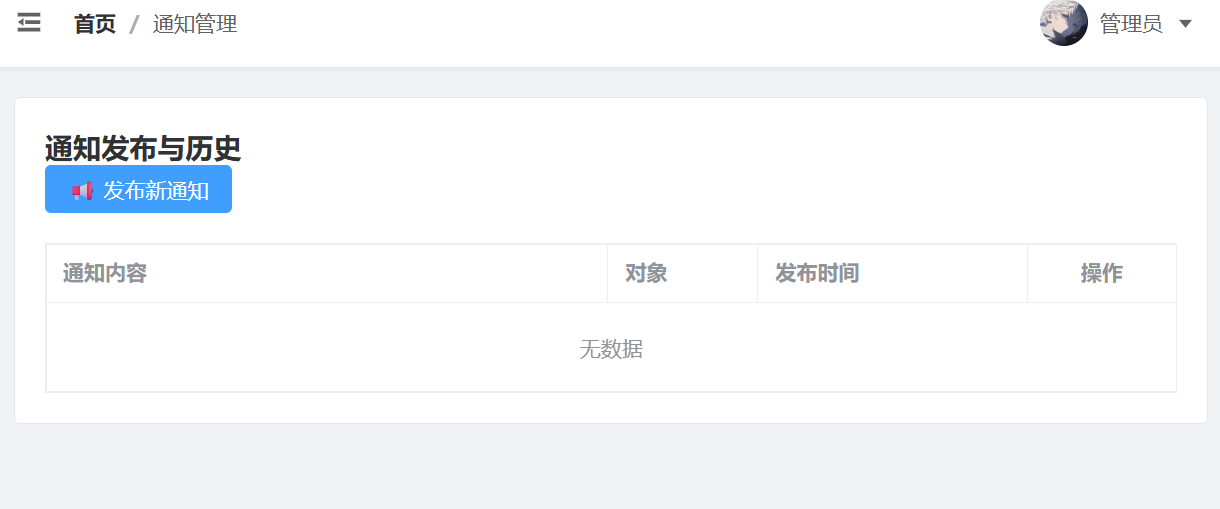 首页 / 通知管理 管理员
通知发布与历史
发布新通知
通知内容 对象 发布时间 操作
无数据